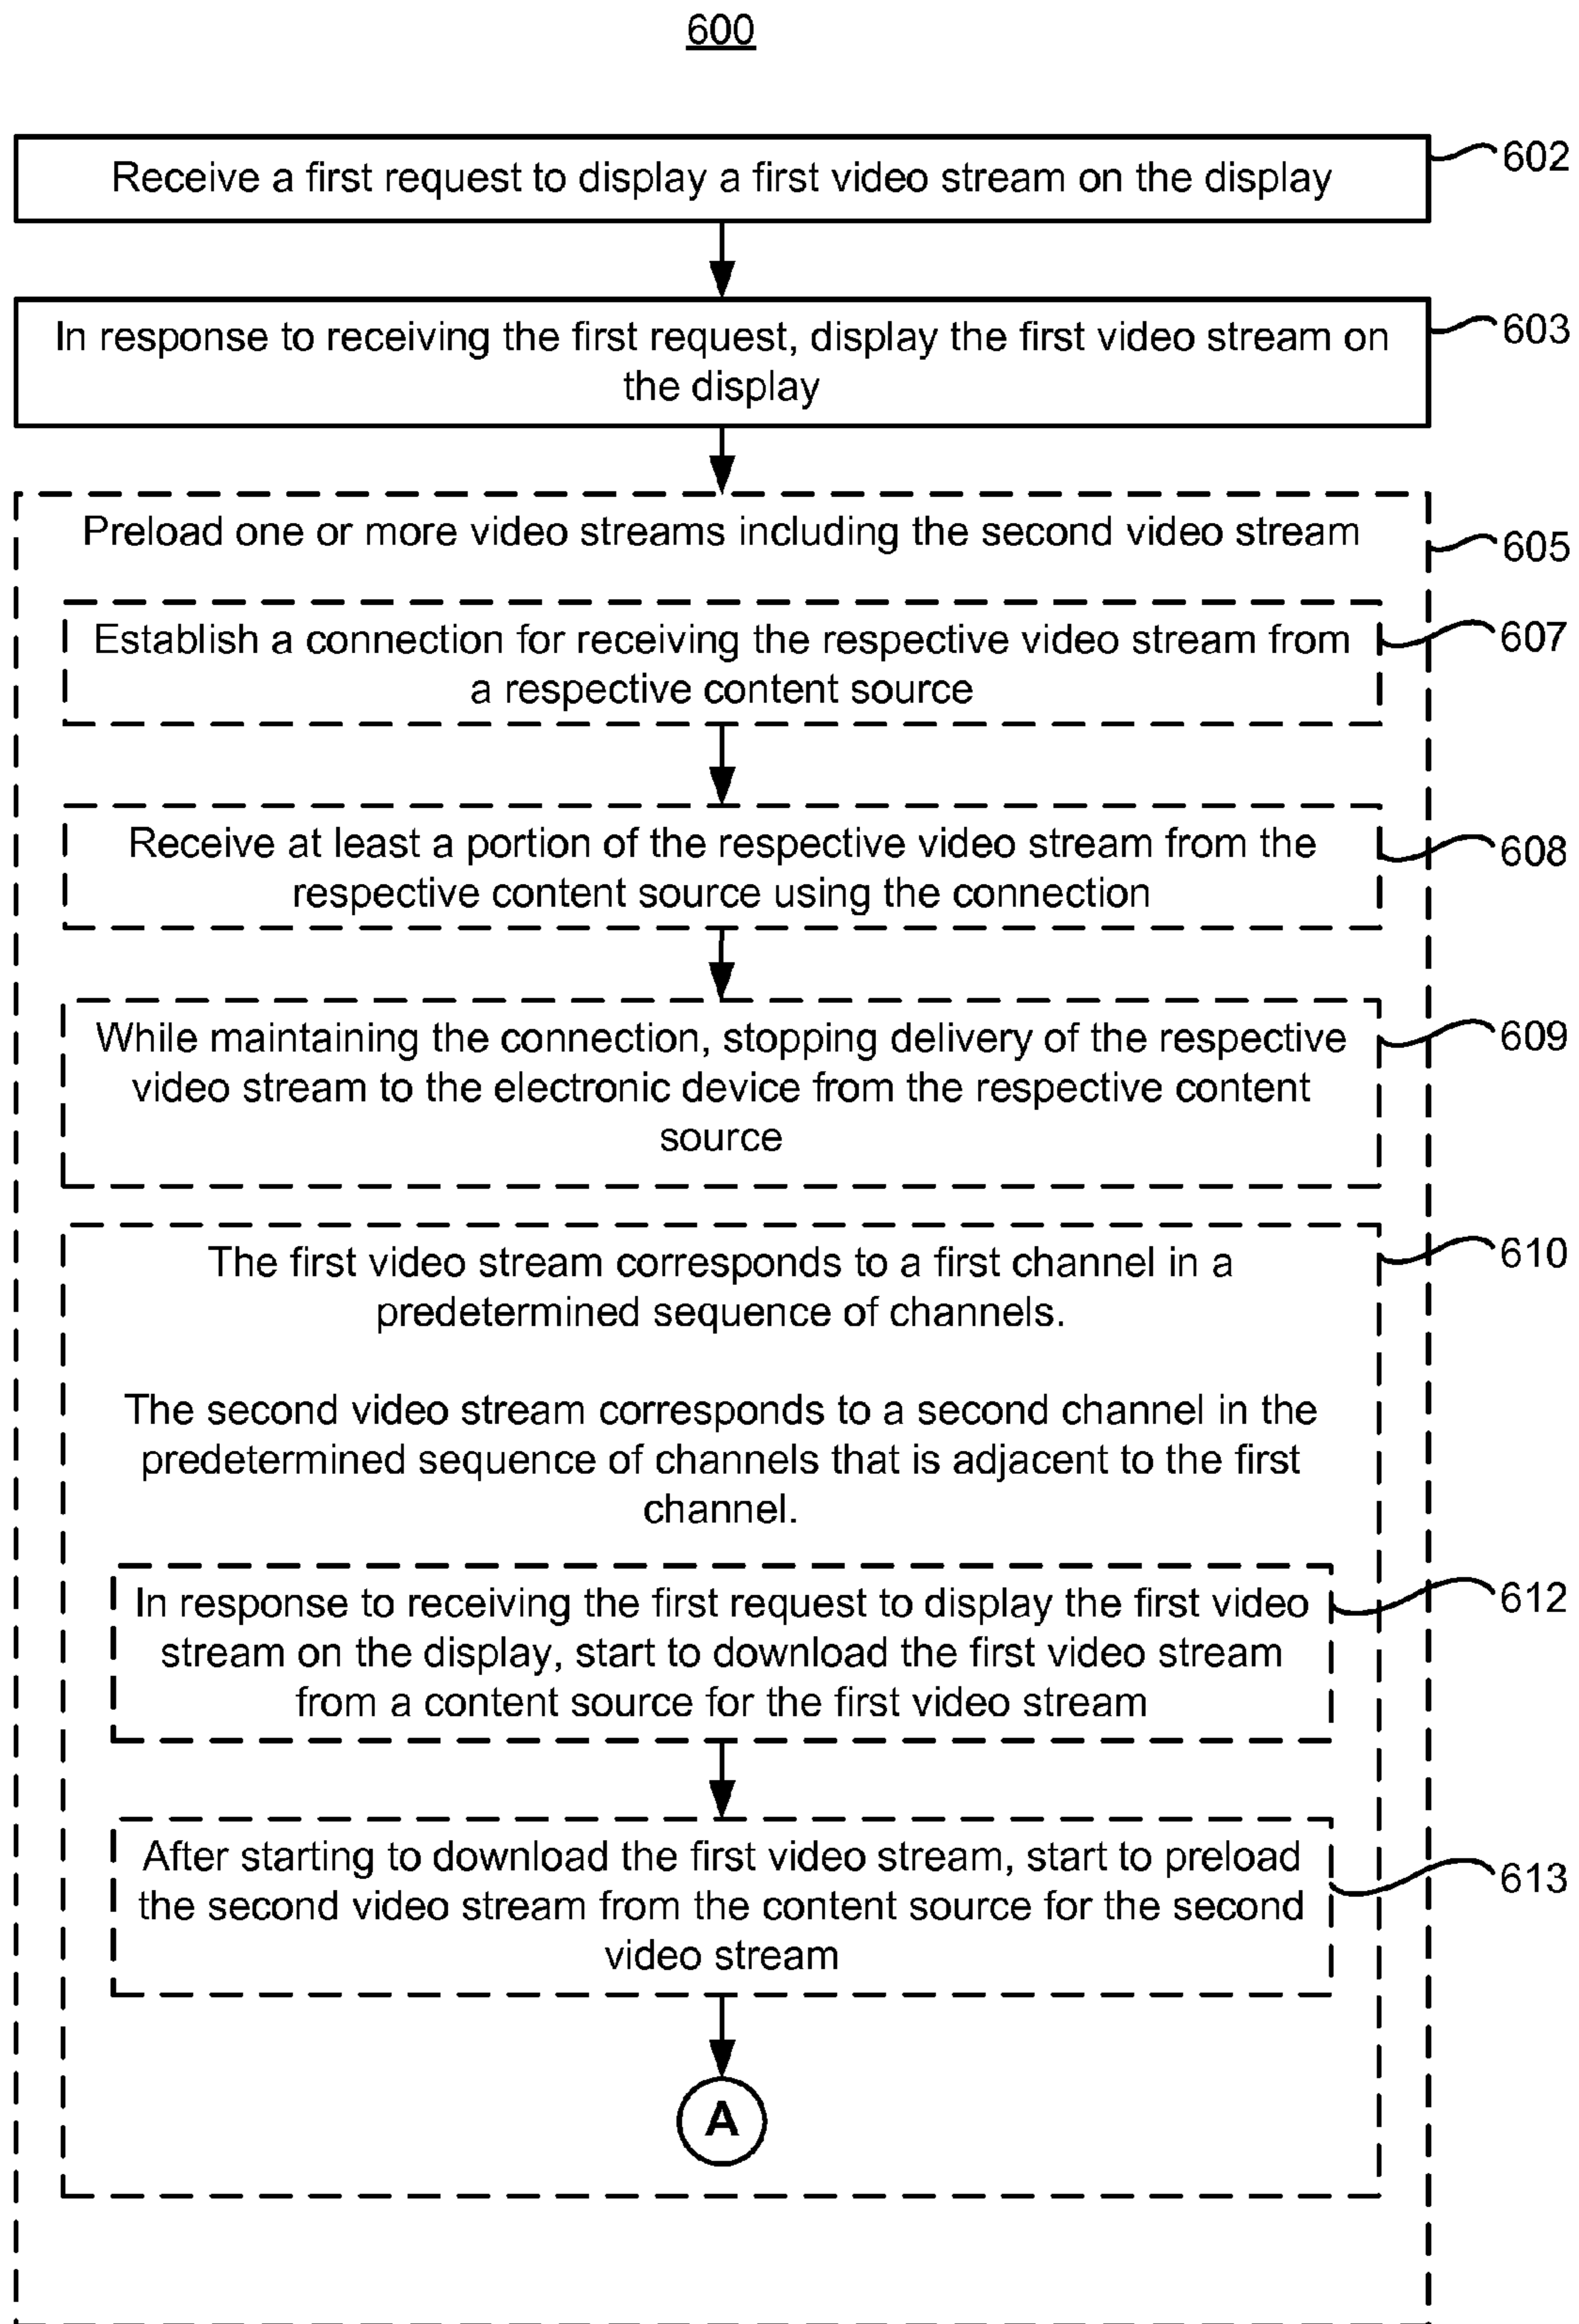 600
Receive a first request to display a first video stream on the display
602
In response to receiving the first request, display the first video stream on
the display
603
Preload one or more video streams including the second video stream
605
Establish a connection for receiving the respective video stream from
a respective content source
607
Receive at least a portion of the respective video stream from the
respective content source using the connection
608
While maintaining the connection, stopping delivery of the respective
video stream to the electronic device from the respective content
source
609
The first video stream corresponds to a first channel in a
predetermined sequence of channels.
610
The second video stream corresponds to a second channel in the
predetermined sequence of channels that is adjacent to the first
channel.
In response to receiving the first request to display the first video
stream on the display, start to download the first video stream
from a content source for the first video stream
612
After starting to download the first video stream, start to preload
the second video stream from the content source for the second
video stream
613
A